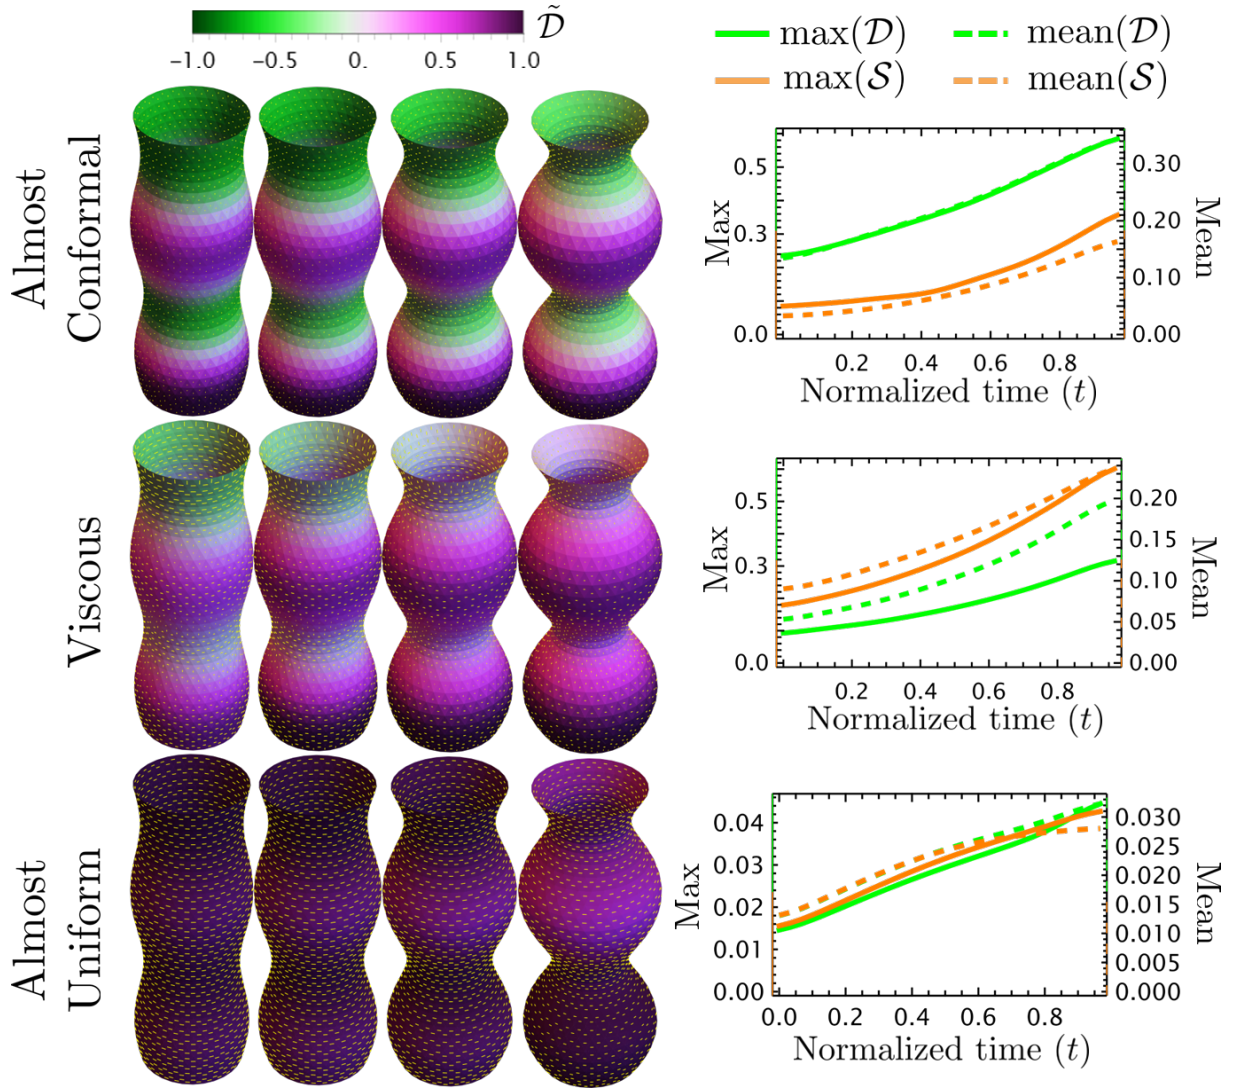 𝒟̃
−1.0 −0.5 0. 0.5 1.0
max(𝒟) mean(𝒟)
max(𝒮) mean(𝒮)
Almost
Conformal
Max
0.5
0.3
0.0
0.30
0.20
0.10
0.00
Mean
0.2 0.4 0.6 0.8
Normalized time (t)
Viscous
Max
0.5
0.3
0.0
0.20
0.15
0.10
0.05
0.00
Mean
0.2 0.4 0.6 0.8
Normalized time (t)
Almost
Uniform
Max
0.04
0.03
0.02
0.01
0.00
0.030
0.025
0.020
0.015
0.010
0.005
0.000
Mean
0.0 0.2 0.4 0.6 0.8
Normalized time (t)